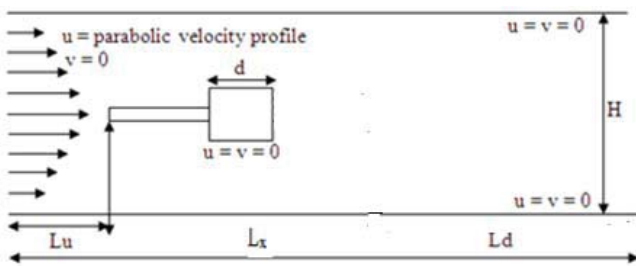 u = parabolic velocity profile
v = 0
u = v = 0
d
H
u = v = 0
u = v = 0
Lu
Lx
Ld